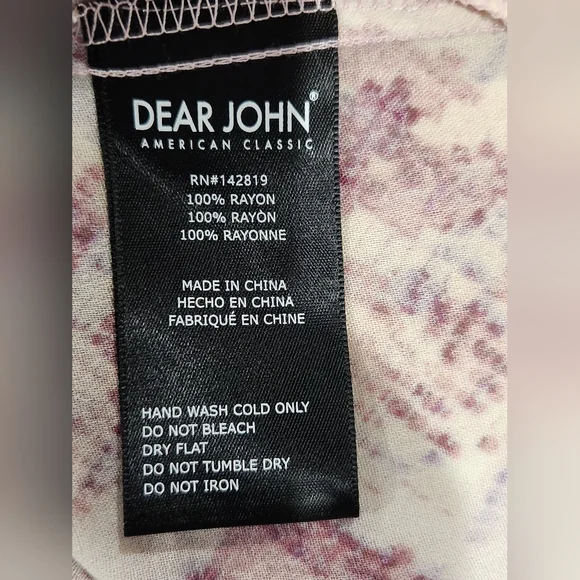 DEAR JOHN®
AMERICAN CLASSIC
RN#142819
100% RAYON
100% RAYÓN
100% RAYONNE
MADE IN CHINA
HECHO EN CHINA
FABRIQUÉ EN CHINE
HAND WASH COLD ONLY
DO NOT BLEACH
DRY FLAT
DO NOT TUMBLE DRY
DO NOT IRON